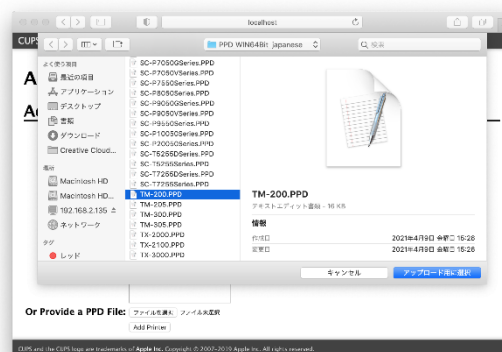 localhost
CUPS
PPD WIN64Bit japanese
検索
よく使う項目
最近の項目
アプリケーション
デスクトップ
書類
ダウンロード
Creative Cloud...
場所
Macintosh HD
Macintosh HD...
192.168.2.135
ネットワーク
タグ
レッド
SC-P7050GSeries.PPD
SC-P7050VSeries.PPD
SC-P7550Series.PPD
SC-P8050Series.PPD
SC-P9050GSeries.PPD
SC-P9050VSeries.PPD
SC-P9550Series.PPD
SC-P10050Series.PPD
SC-P20050Series.PPD
SC-T5255DSeries.PPD
SC-T5255Series.PPD
SC-T7255DSeries.PPD
SC-T7255Series.PPD
TM-200.PPD
TM-205.PPD
TM-300.PPD
TM-305.PPD
TX-2000.PPD
TX-2100.PPD
TX-3000.PPD
TM-200.PPD
テキストエディット書類 - 16 KB
情報
作成日 2021年4月9日 金曜日 15:26
変更日 2021年4月9日 金曜日 15:26
キャンセル
アップロード用に選択
Or Provide a PPD File: ファイルを選択 ファイル未選択
Add Printer
CUPS and the CUPS logo are trademarks of Apple Inc. Copyright © 2007-2019 Apple Inc. All rights reserved.